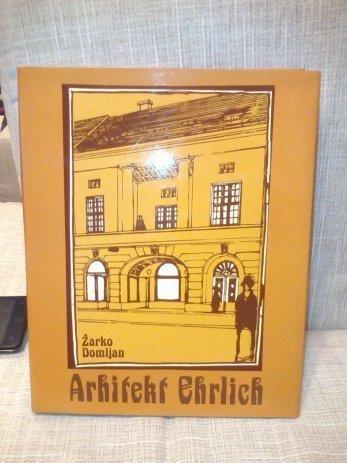 Žarko
Domljan
Arhitekt Ehrlich